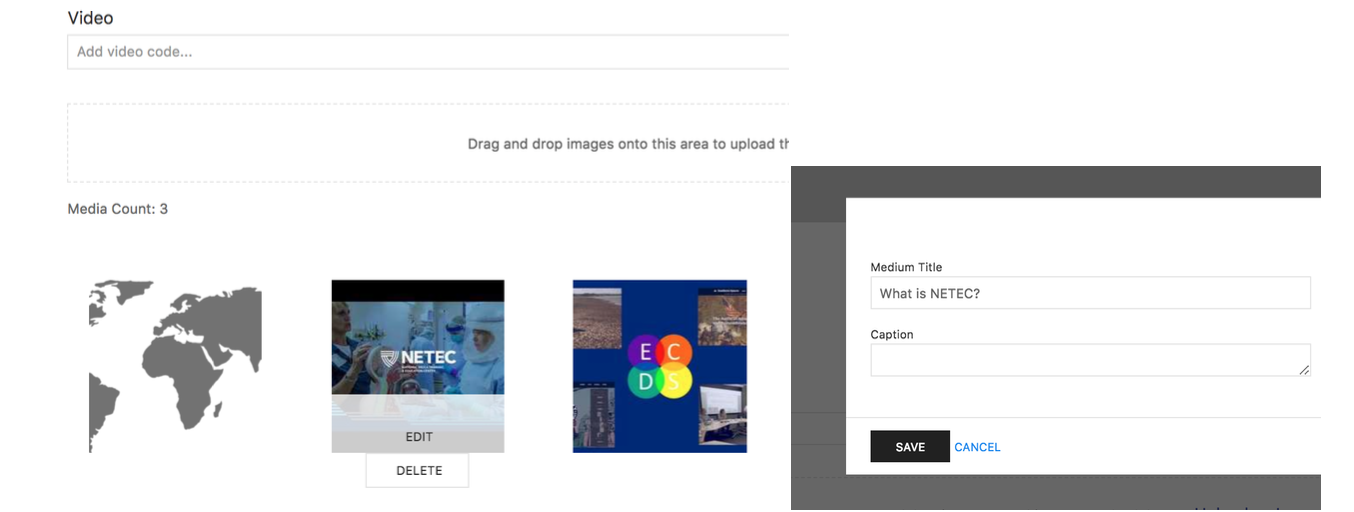 Video
Add video code...
Drag and drop images onto this area to upload
Media Count: 3
NETEC
EDIT
DELETE
E C
D S
Medium Title
What is NETEC?
Caption
SAVE CANCEL